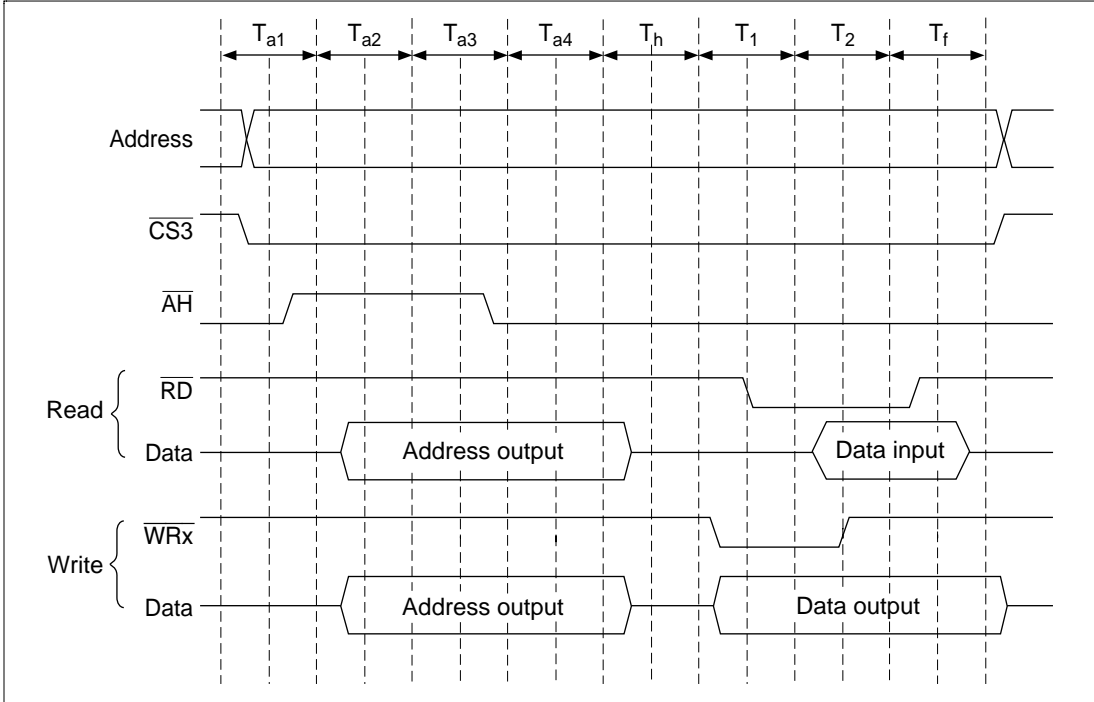 Ta1 Ta2 Ta3 Ta4 Th T1 T2 Tf
Address
CS3
AH
RD
Read
Data Address output Data input
WRx
Write
Data Address output Data output